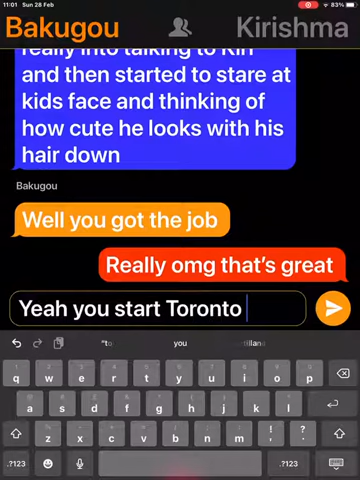 11:01 Sun 28 Feb 83%
Bakugou Kirishma
really into talking to Kiri
and then started to stare at
kids face and thinking of
how cute he looks with his
hair down
Bakugou
Well you got the job
Really omg that's great
Yeah you start Toronto
"to you
q w e r t y u i o p
a s d f g h j k l
z x c v b n m ! , ? .
.?123 .?123